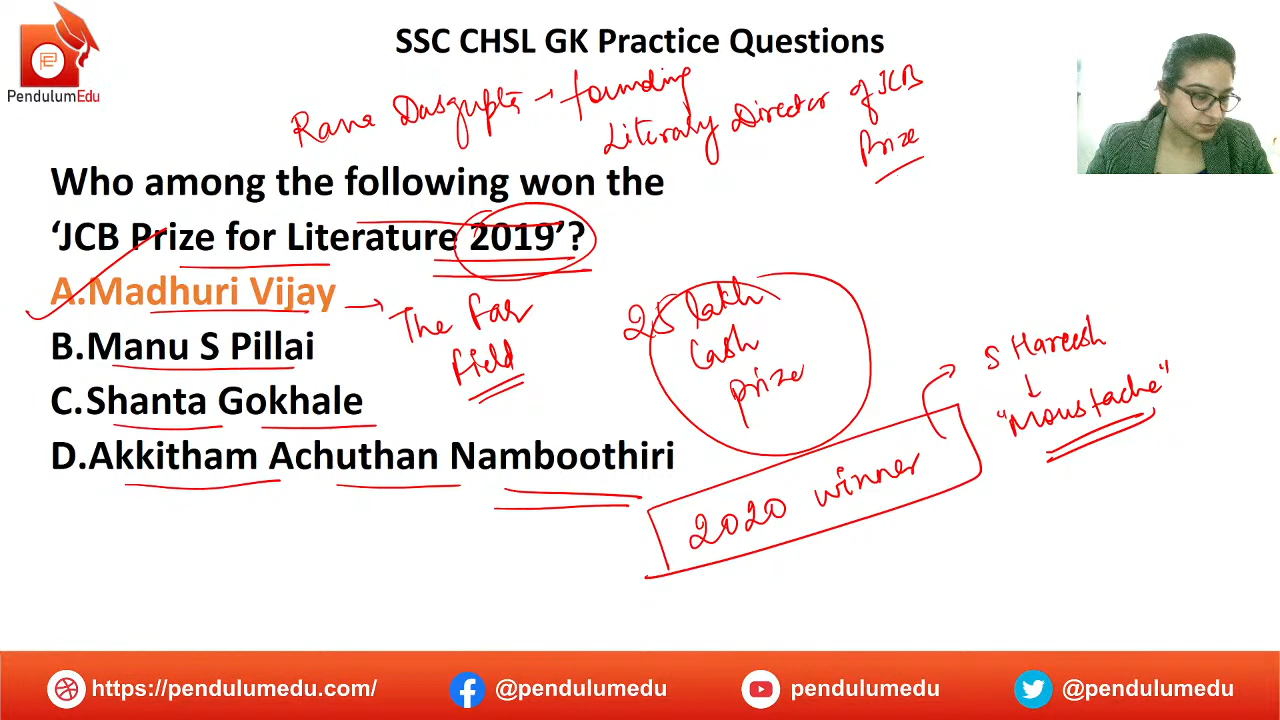 SSC CHSL GK Practice Questions
PendulumEdu
Rana Dasgupta → founding
Literary Director of JCB
Prize
Who among the following won the
‘JCB Prize for Literature 2019’?
A.Madhuri Vijay
→ The Far
Field
B.Manu S Pillai
C.Shanta Gokhale
D.Akkitham Achuthan Namboothiri
25 lakh
Cash
prize
S Hareesh
↓
"Moustache"
2020 winner
https://pendulumedu.com/
@pendulumedu
pendulumedu
@pendulumedu